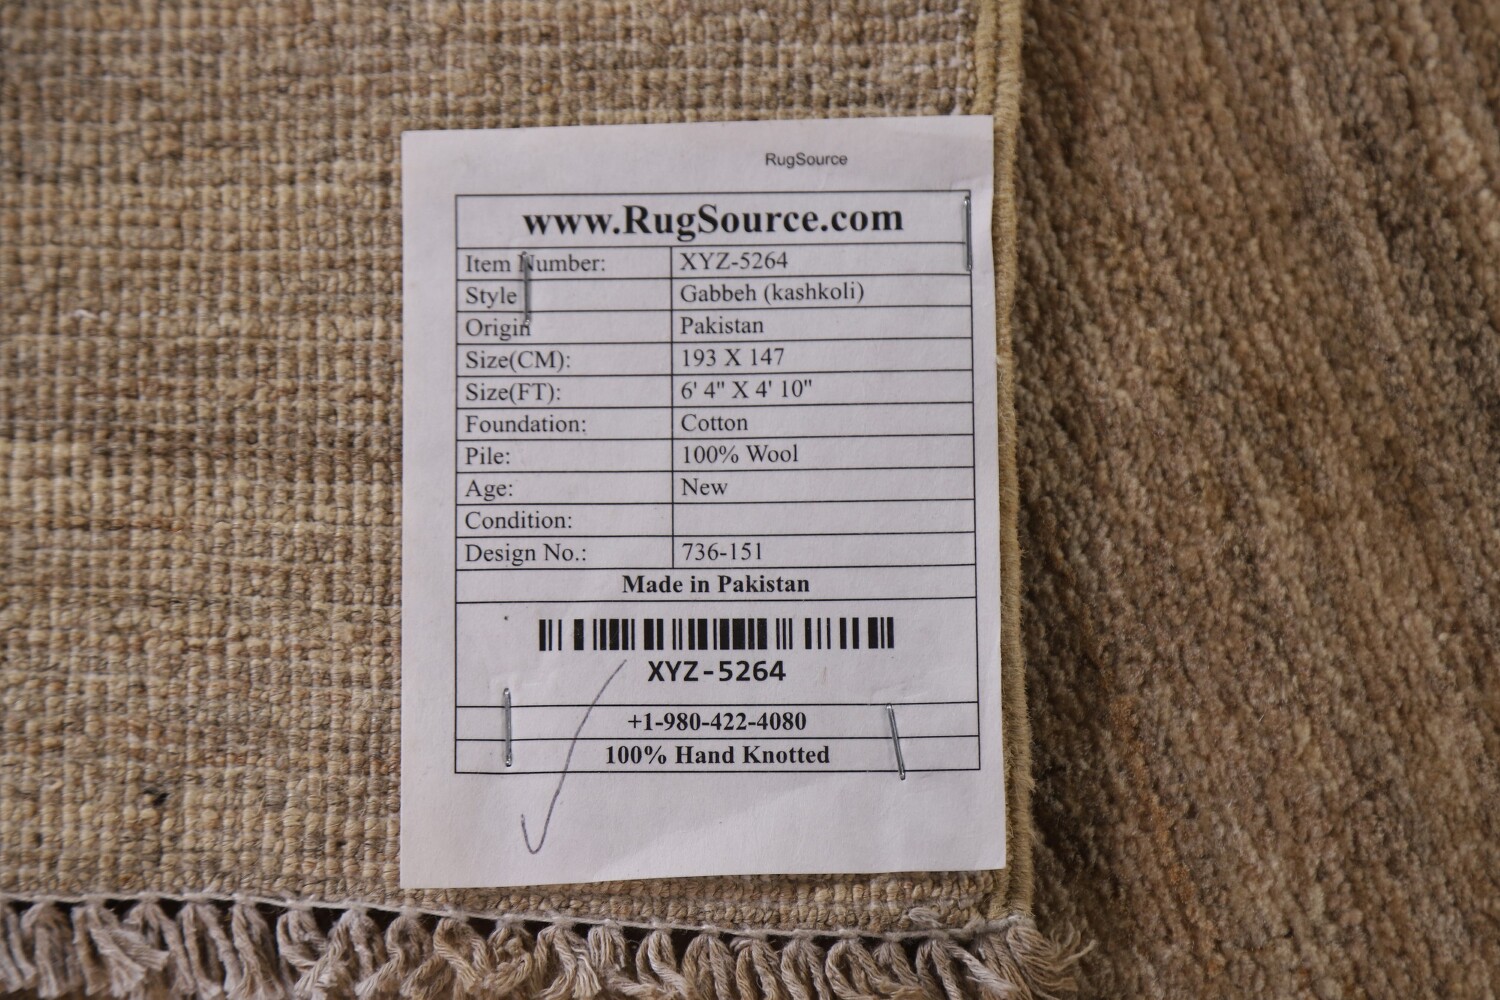 RugSource
www.RugSource.com
Item Number: XYZ-5264
Style Gabbeh (kashkoli)
Origin Pakistan
Size(CM): 193 X 147
Size(FT): 6' 4" X 4' 10"
Foundation: Cotton
Pile: 100% Wool
Age: New
Condition:
Design No.: 736-151
Made in Pakistan
XYZ-5264
+1-980-422-4080
100% Hand Knotted